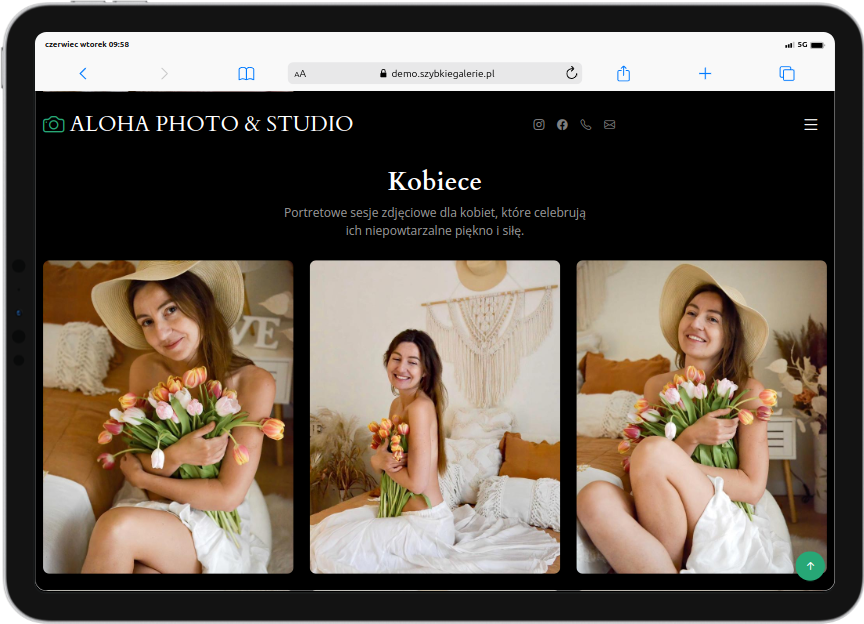 czerwiec wtorek 09:58
5G
AA
demo.szybkiegalerie.pl
ALOHA PHOTO & STUDIO
Kobiece
Portretowe sesje zdjęciowe dla kobiet, które celebrują
ich niepowtarzalne piękno i siłę.
VE